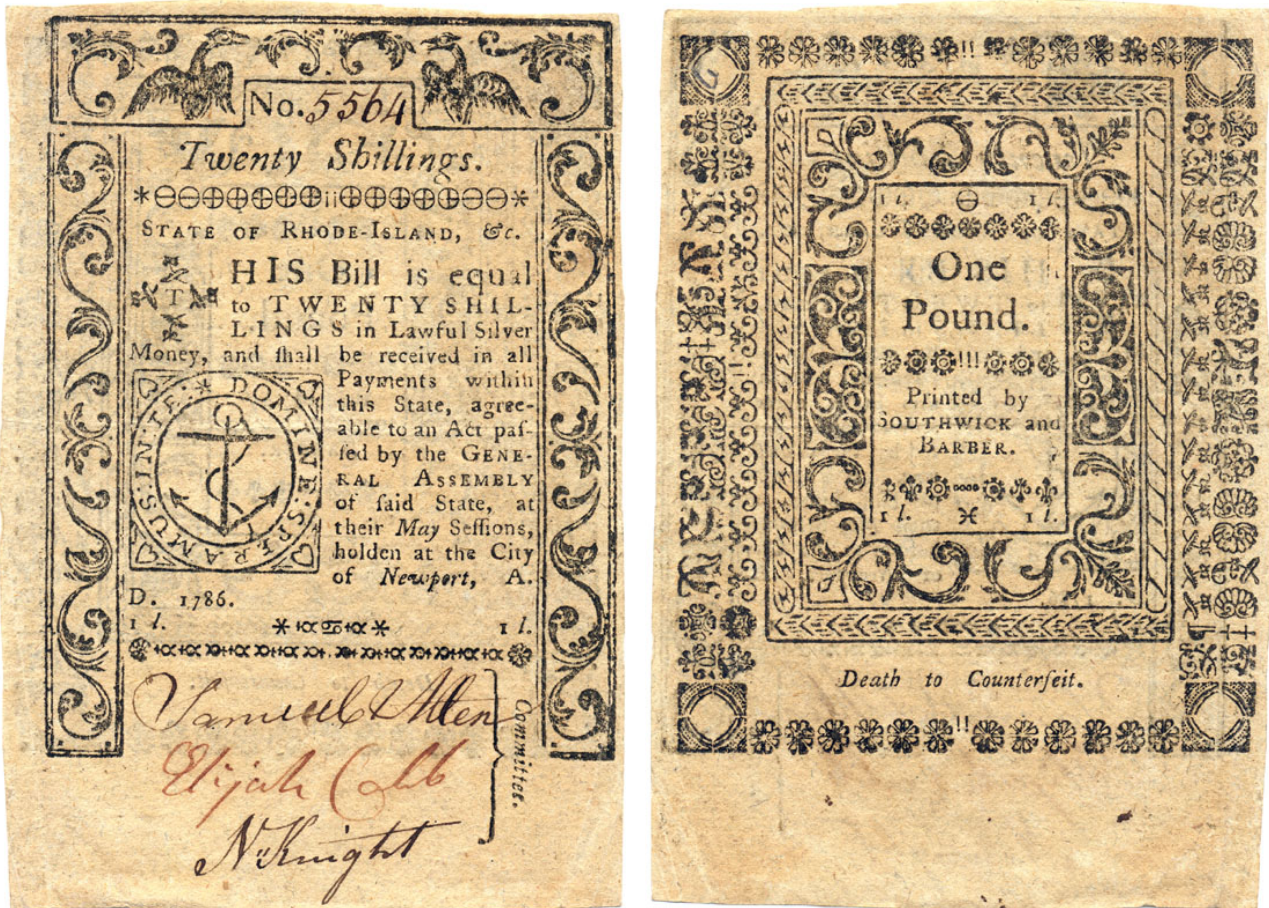 No. 5564
Twenty Shillings.
STATE OF RHODE-ISLAND, &c.
THIS Bill is equal
to TWENTY SHIL-
LINGS in Lawful Silver
Money, and ſhall be received in all
Payments within
this State, agree-
able to an Act paſ-
ſed by the GENE-
RAL ASSEMBLY
of ſaid State, at
their May Seſſions,
holden at the City
of Newport, A.
D. 1786.
IN TE: * DOMINE: SPERAMUS:
1 l. 1 l.
Samuel Allen
Elijah Cobb
N Knight
Committee.
1 l. 1 l.
One
Pound.
Printed by
SOUTHWICK and
BARBER.
1 l. 1 l.
Death to Counterfeit.